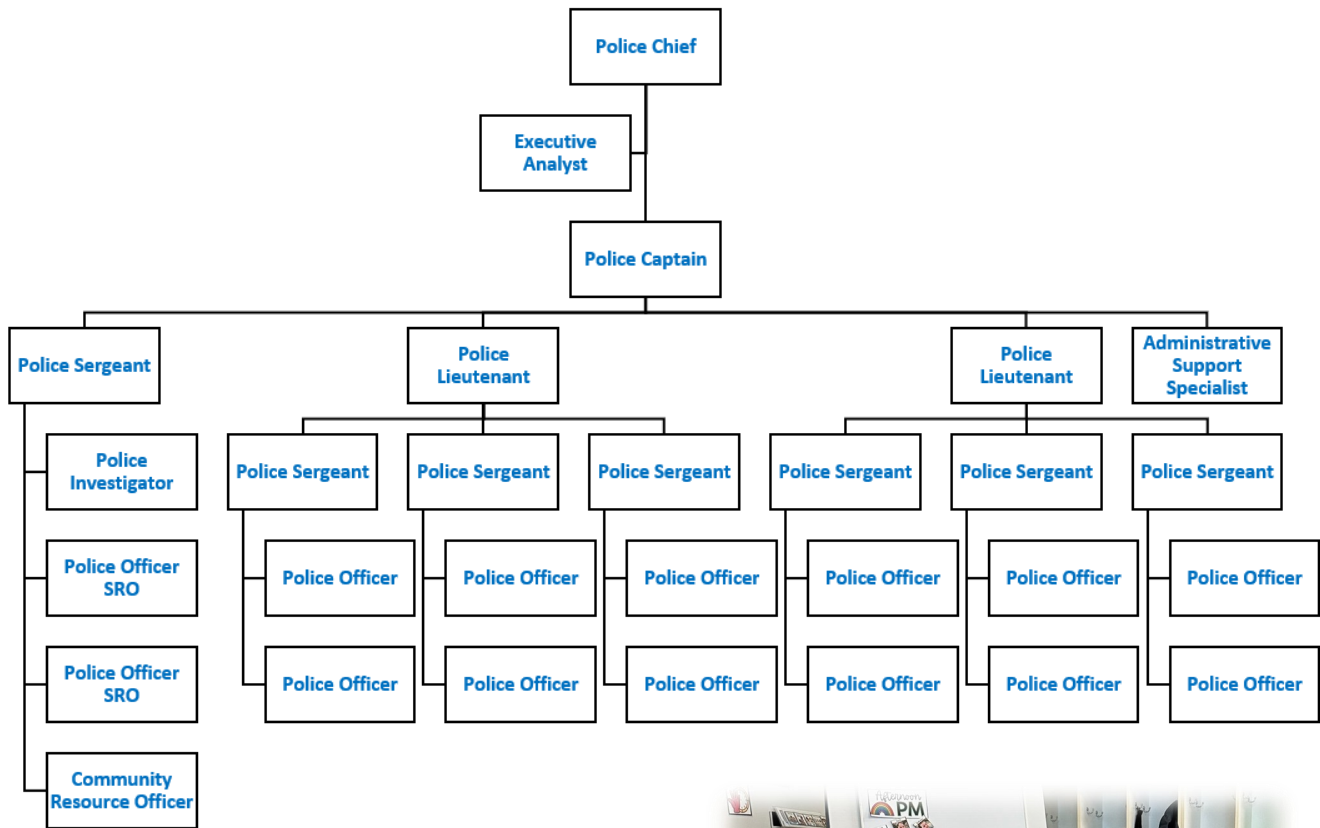 Police Chief
Executive
Analyst
Police Captain
Police Sergeant
Police
Lieutenant
Police
Lieutenant
Administrative
Support
Specialist
Police
Investigator
Police Sergeant
Police Sergeant
Police Sergeant
Police Sergeant
Police Sergeant
Police Sergeant
Police Officer
SRO
Police Officer
Police Officer
Police Officer
Police Officer
Police Officer
Police Officer
Police Officer
SRO
Police Officer
Police Officer
Police Officer
Police Officer
Police Officer
Police Officer
Community
Resource Officer
Afternoon
PM